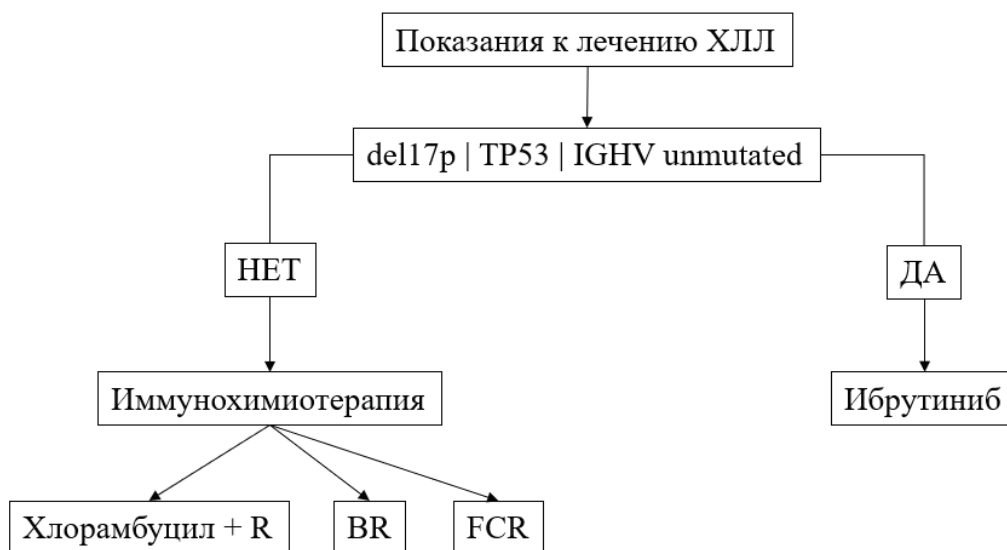 Показания к лечению ХЛЛ
del17p | TP53 | IGHV unmutated
НЕТ
ДА
Иммунохимиотерапия
Ибрутиниб
Хлорамбуцил + R
BR
FCR